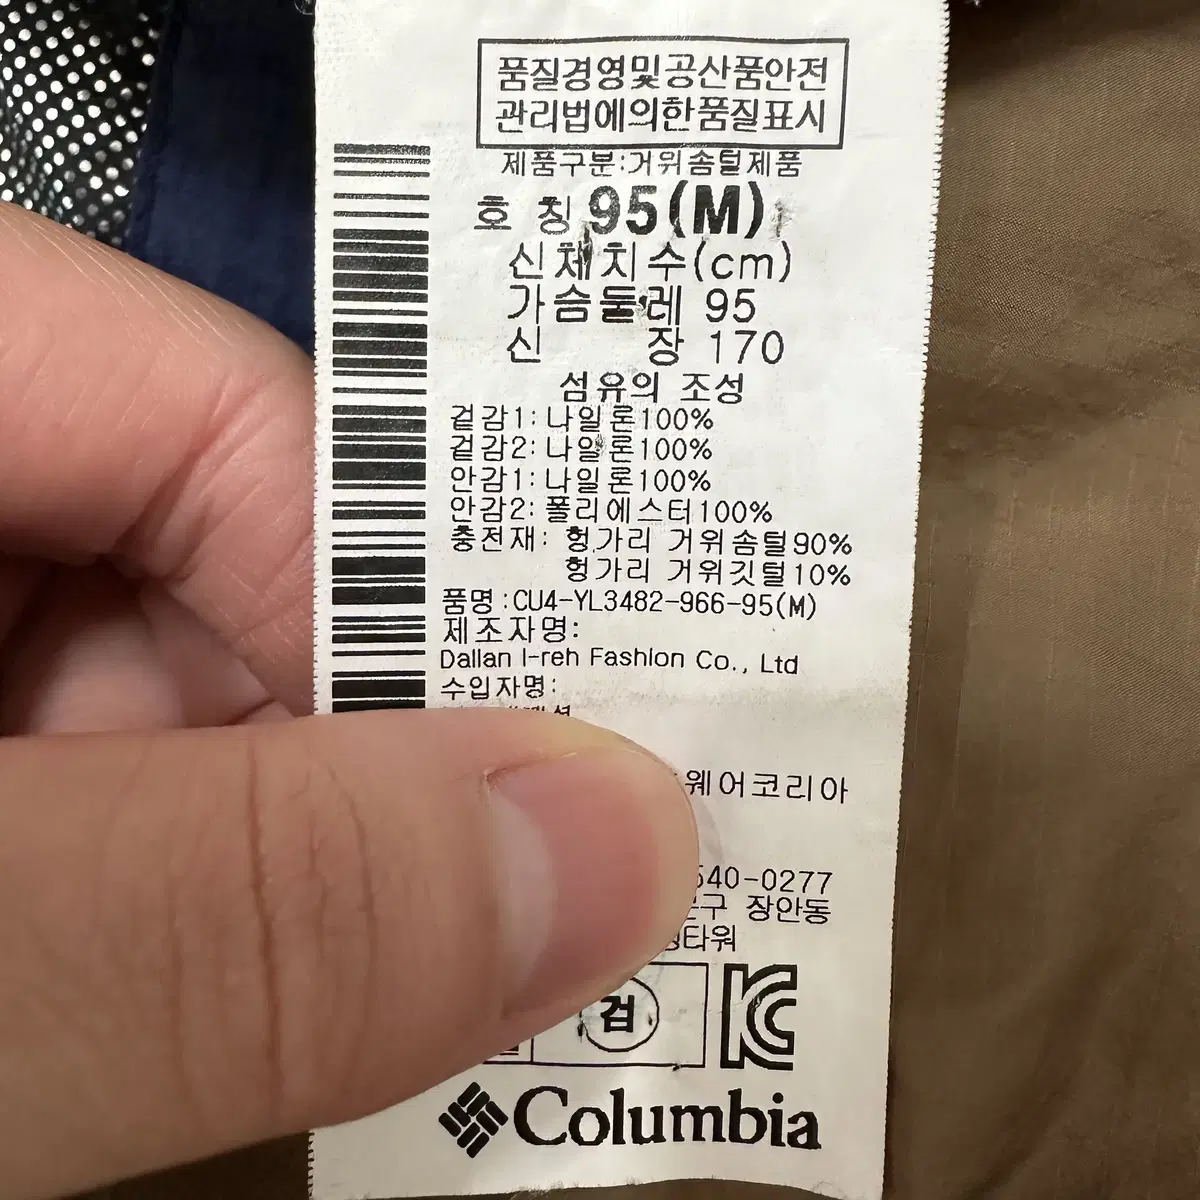 품질경영및공산품안전
관리법에의한품질표시
제품구분:거위솜털제품
호 칭 95(M)
신체치수(cm)
가슴둘레 95
신 장 170
섬유의 조성
겉감1: 나일론100%
겉감2: 나일론100%
안감1: 나일론100%
안감2: 폴리에스터100%
충전재: 헝가리 거위솜털90%
헝가리 거위깃털10%
품명 :CU4-YL3482-966-95(M)
제조자명:
Dalian I-reh Fashion Co., Ltd
수입자명:
웨어코리아
540-0277
구 장안동
타워
검
KC
Columbia